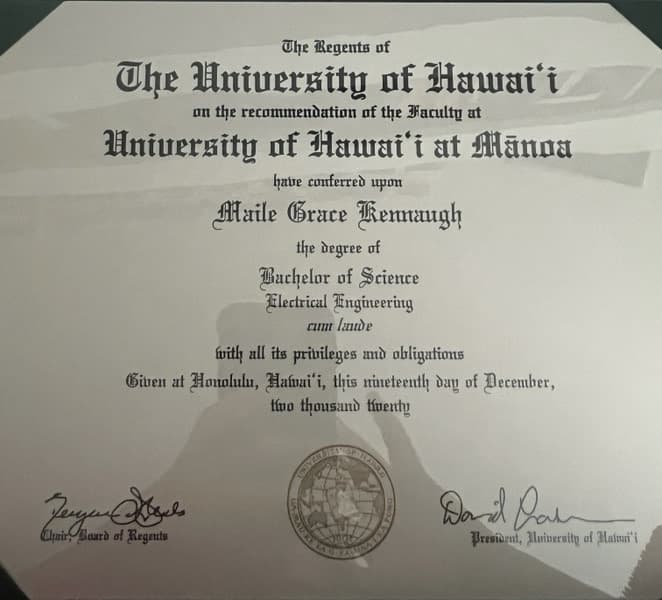 The Regents of
The University of Hawaiʻi
on the recommendation of the Faculty at
University of Hawaiʻi at Mānoa
have conferred upon
Maile Grace Kennaugh
the degree of
Bachelor of Science
Electrical Engineering
cum laude
with all its privileges and obligations
Given at Honolulu, Hawaiʻi, this nineteenth day of December,
two thousand twenty
Chair, Board of Regents
President, University of Hawaiʻi